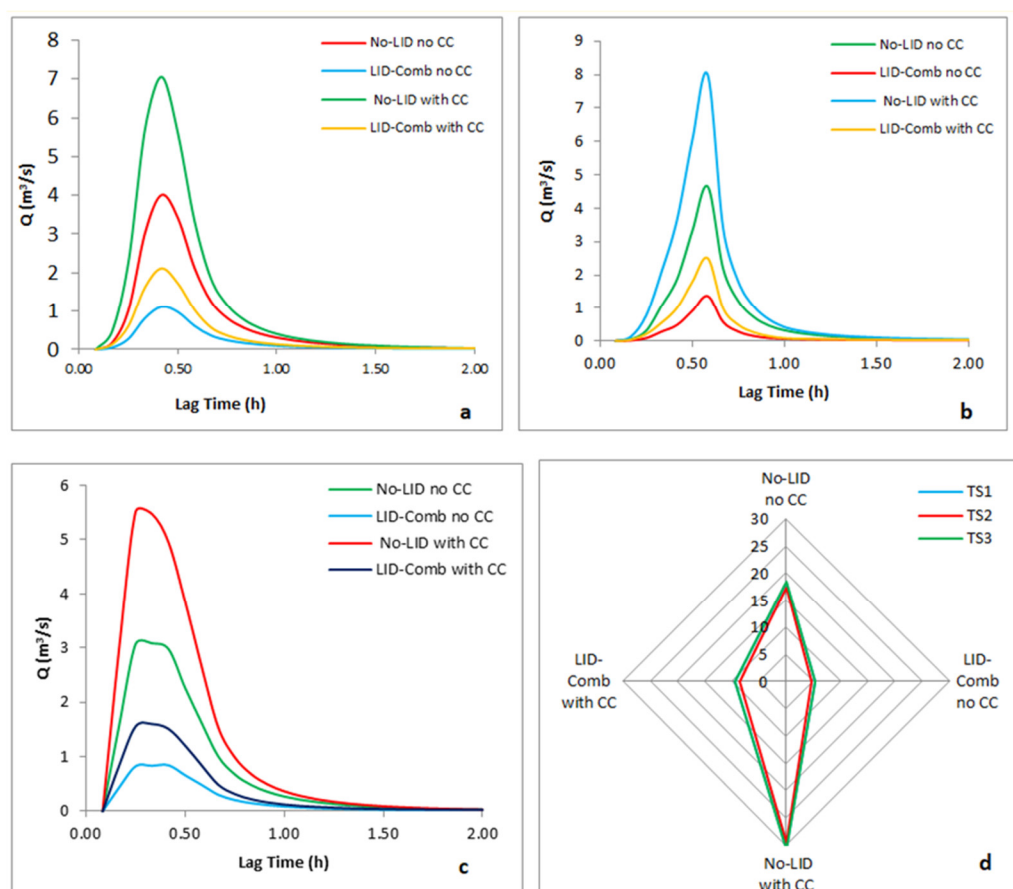 8
7
6
5
4
3
2
1
0
Q (m³/s)
0.00 0.50 1.00 1.50 2.00
Lag Time (h)
No-LID no CC
LID-Comb no CC
No-LID with CC
LID-Comb with CC
a
9
8
7
6
5
4
3
2
1
0
Q (m³/s)
0.00 0.50 1.00 1.50 2.00
Lag Time (h)
No-LID no CC
LID-Comb no CC
No-LID with CC
LID-Comb with CC
b
6
5
4
3
2
1
0
Q (m³/s)
0.00 0.50 1.00 1.50 2.00
Lag Time (h)
No-LID no CC
LID-Comb no CC
No-LID with CC
LID-Comb with CC
c
No-LID
no CC
30
25
20
15
10
5
0
LID-
Comb
with CC
LID-
Comb
no CC
No-LID
with CC
TS1
TS2
TS3
d